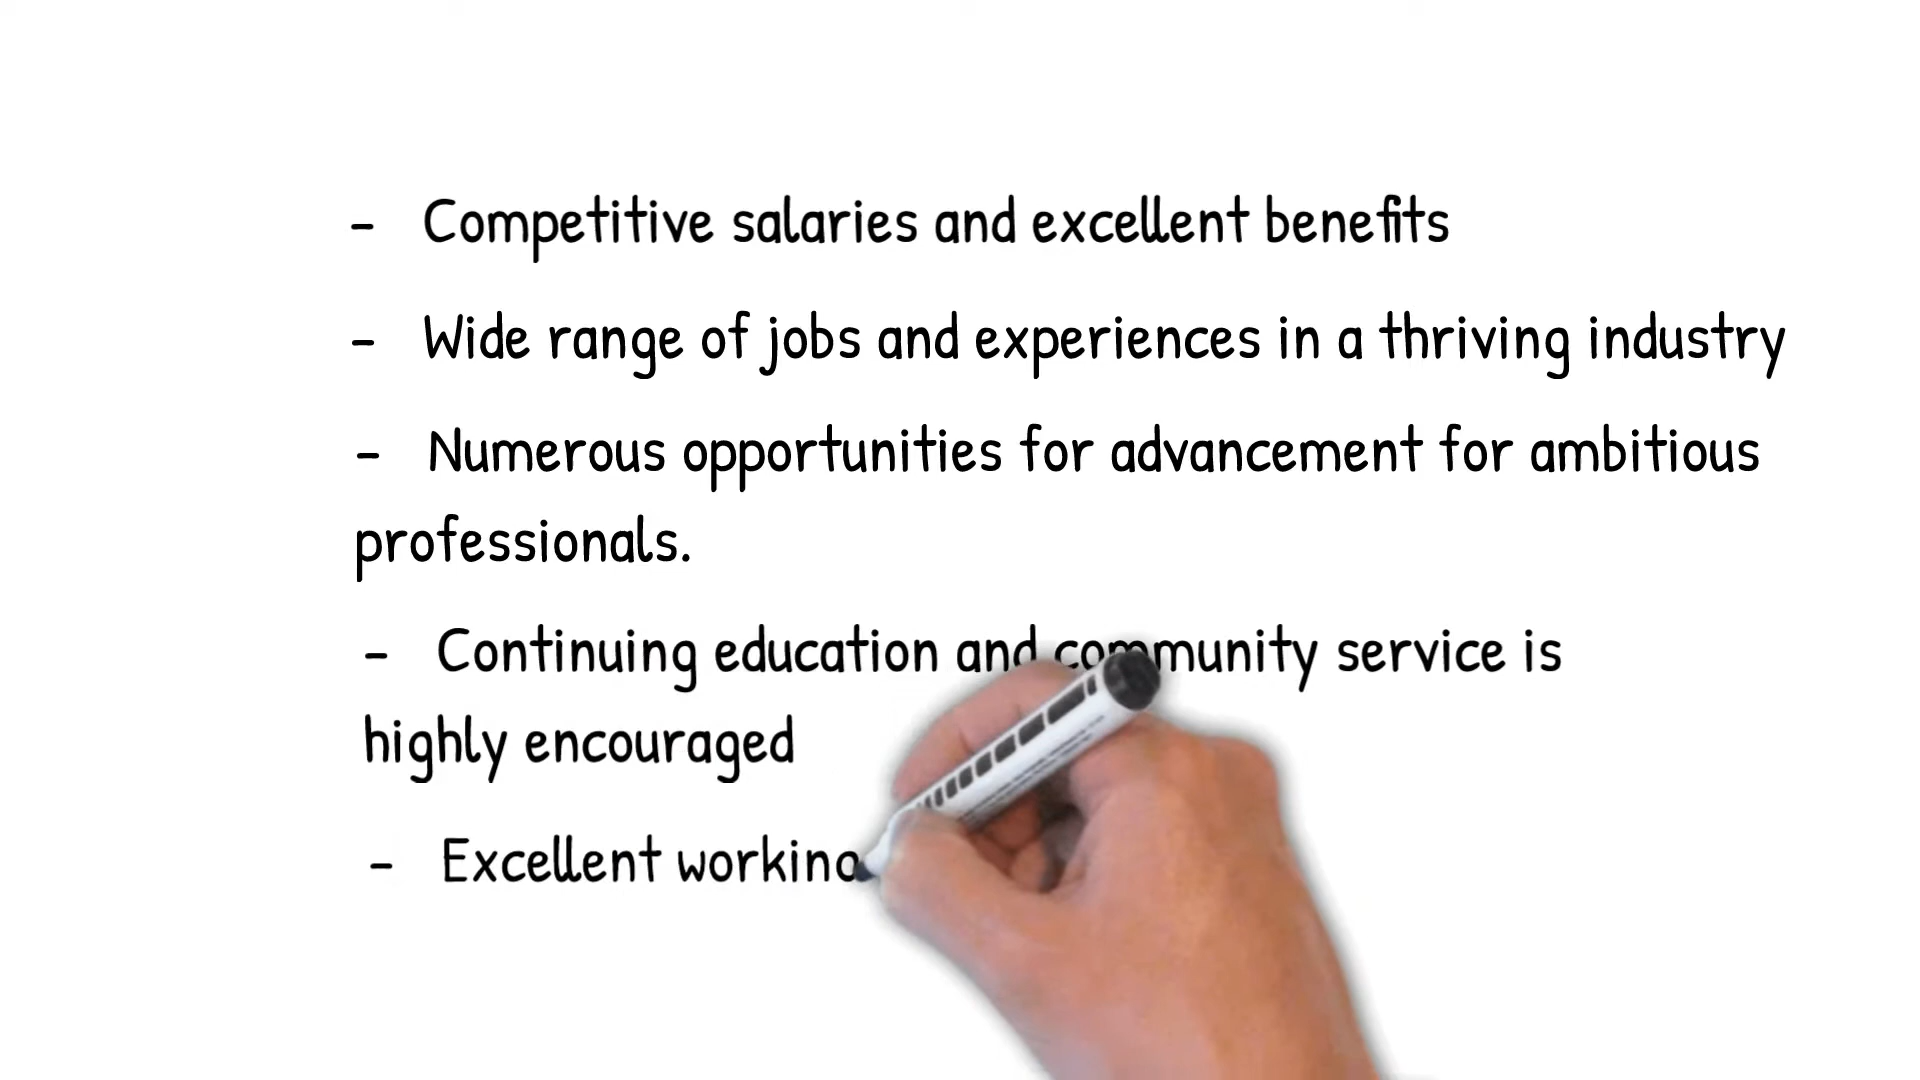 - Competitive salaries and excellent benefits
- Wide range of jobs and experiences in a thriving industry
- Numerous opportunities for advancement for ambitious
professionals.
- Continuing education and community service is
highly encouraged
- Excellent